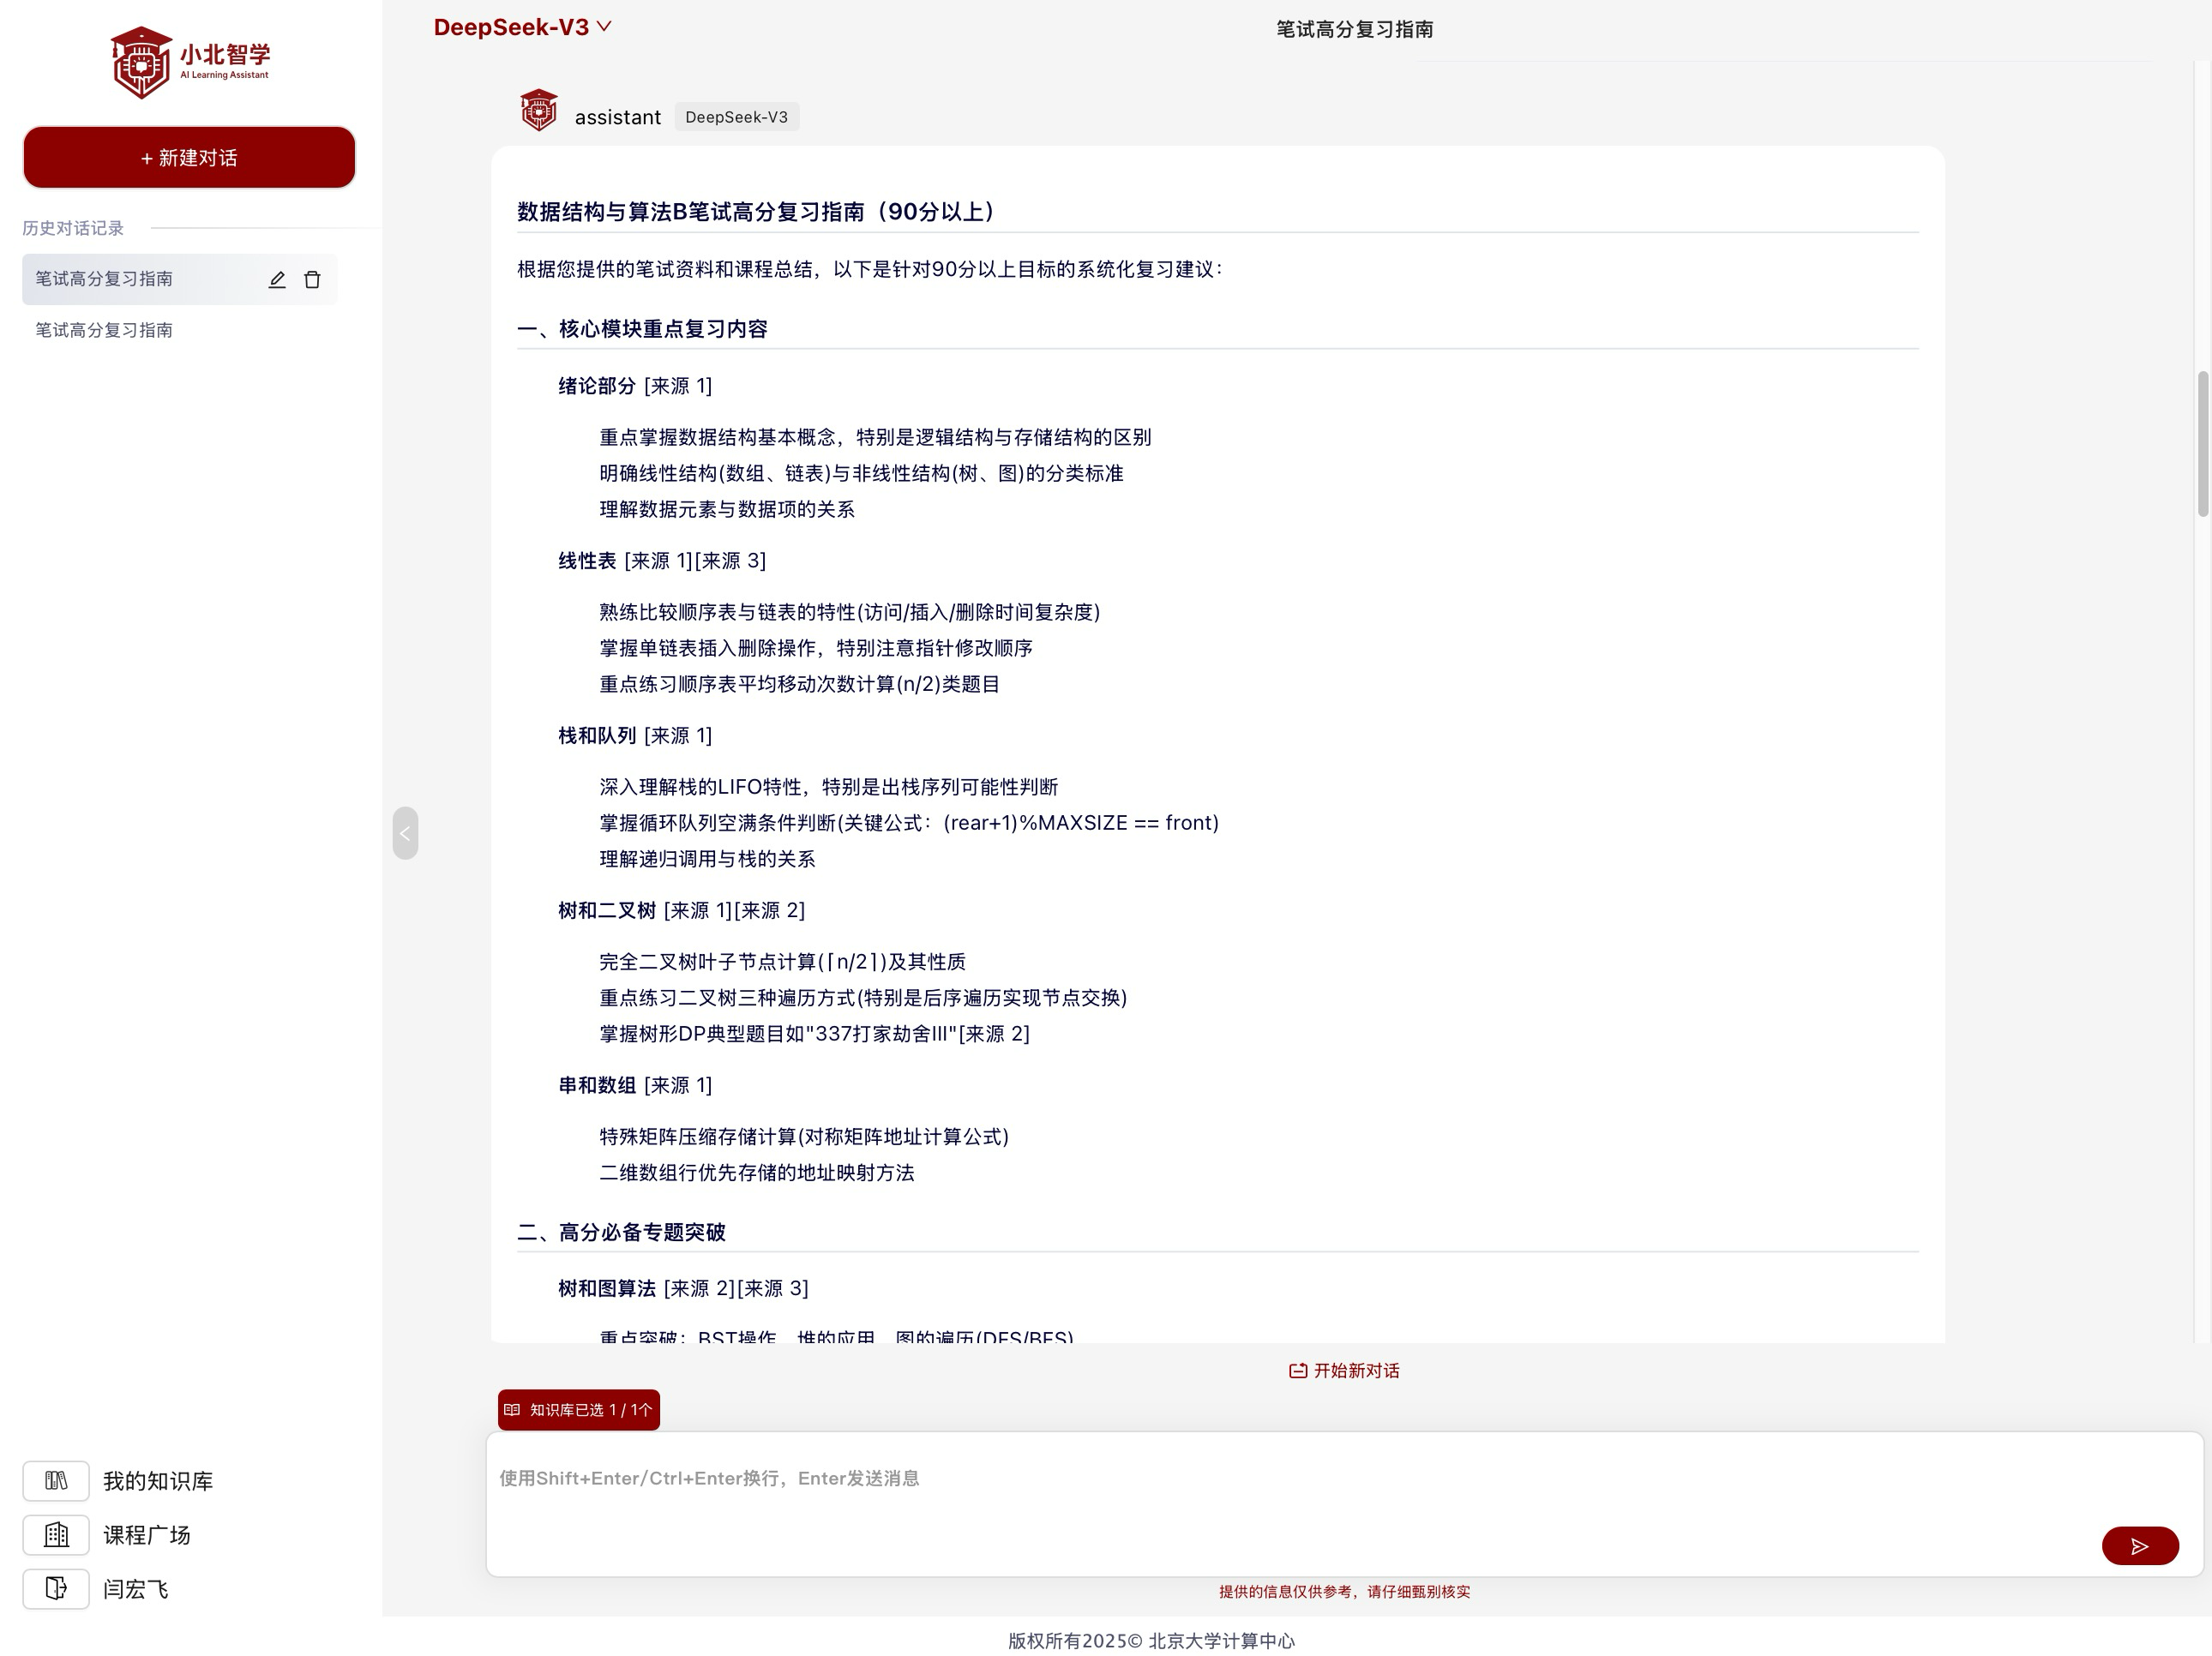 小北智学
AI Learning Assistant
+ 新建对话
历史对话记录
笔试高分复习指南
笔试高分复习指南
我的知识库
课程广场
闫宏飞
DeepSeek-V3
笔试高分复习指南
assistant DeepSeek-V3
数据结构与算法B笔试高分复习指南（90分以上）
根据您提供的笔试资料和课程总结，以下是针对90分以上目标的系统化复习建议：
一、核心模块重点复习内容
绪论部分 [来源 1]
重点掌握数据结构基本概念，特别是逻辑结构与存储结构的区别
明确线性结构(数组、链表)与非线性结构(树、图)的分类标准
理解数据元素与数据项的关系
线性表 [来源 1][来源 3]
熟练比较顺序表与链表的特性(访问/插入/删除时间复杂度)
掌握单链表插入删除操作，特别注意指针修改顺序
重点练习顺序表平均移动次数计算(n/2)类题目
栈和队列 [来源 1]
深入理解栈的LIFO特性，特别是出栈序列可能性判断
掌握循环队列空满条件判断(关键公式：(rear+1)%MAXSIZE == front)
理解递归调用与栈的关系
树和二叉树 [来源 1][来源 2]
完全二叉树叶子节点计算(⌈n/2⌉)及其性质
重点练习二叉树三种遍历方式(特别是后序遍历实现节点交换)
掌握树形DP典型题目如"337打家劫舍III"[来源 2]
串和数组 [来源 1]
特殊矩阵压缩存储计算(对称矩阵地址计算公式)
二维数组行优先存储的地址映射方法
二、高分必备专题突破
树和图算法 [来源 2][来源 3]
重点突破：BST操作、堆的应用、图的遍历(DFS/BFS)
开始新对话
知识库已选 1 / 1个
使用Shift+Enter/Ctrl+Enter换行，Enter发送消息
提供的信息仅供参考，请仔细甄别核实
版权所有2025© 北京大学计算中心